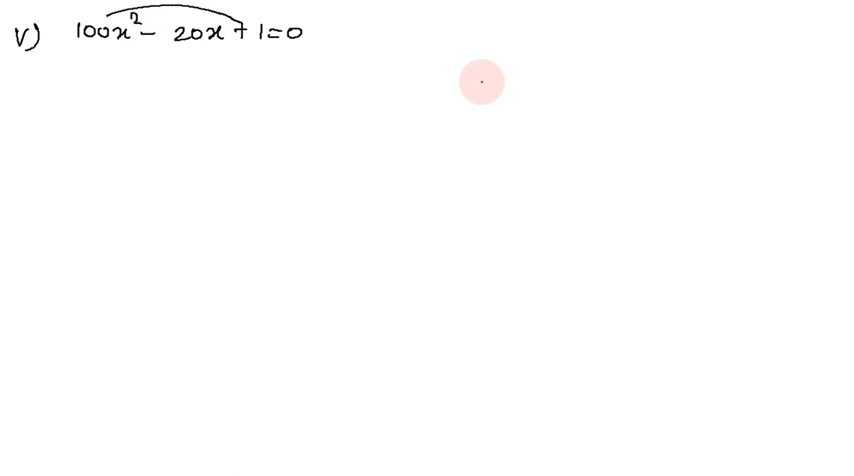 V) 100x² - 20x + 1 = 0